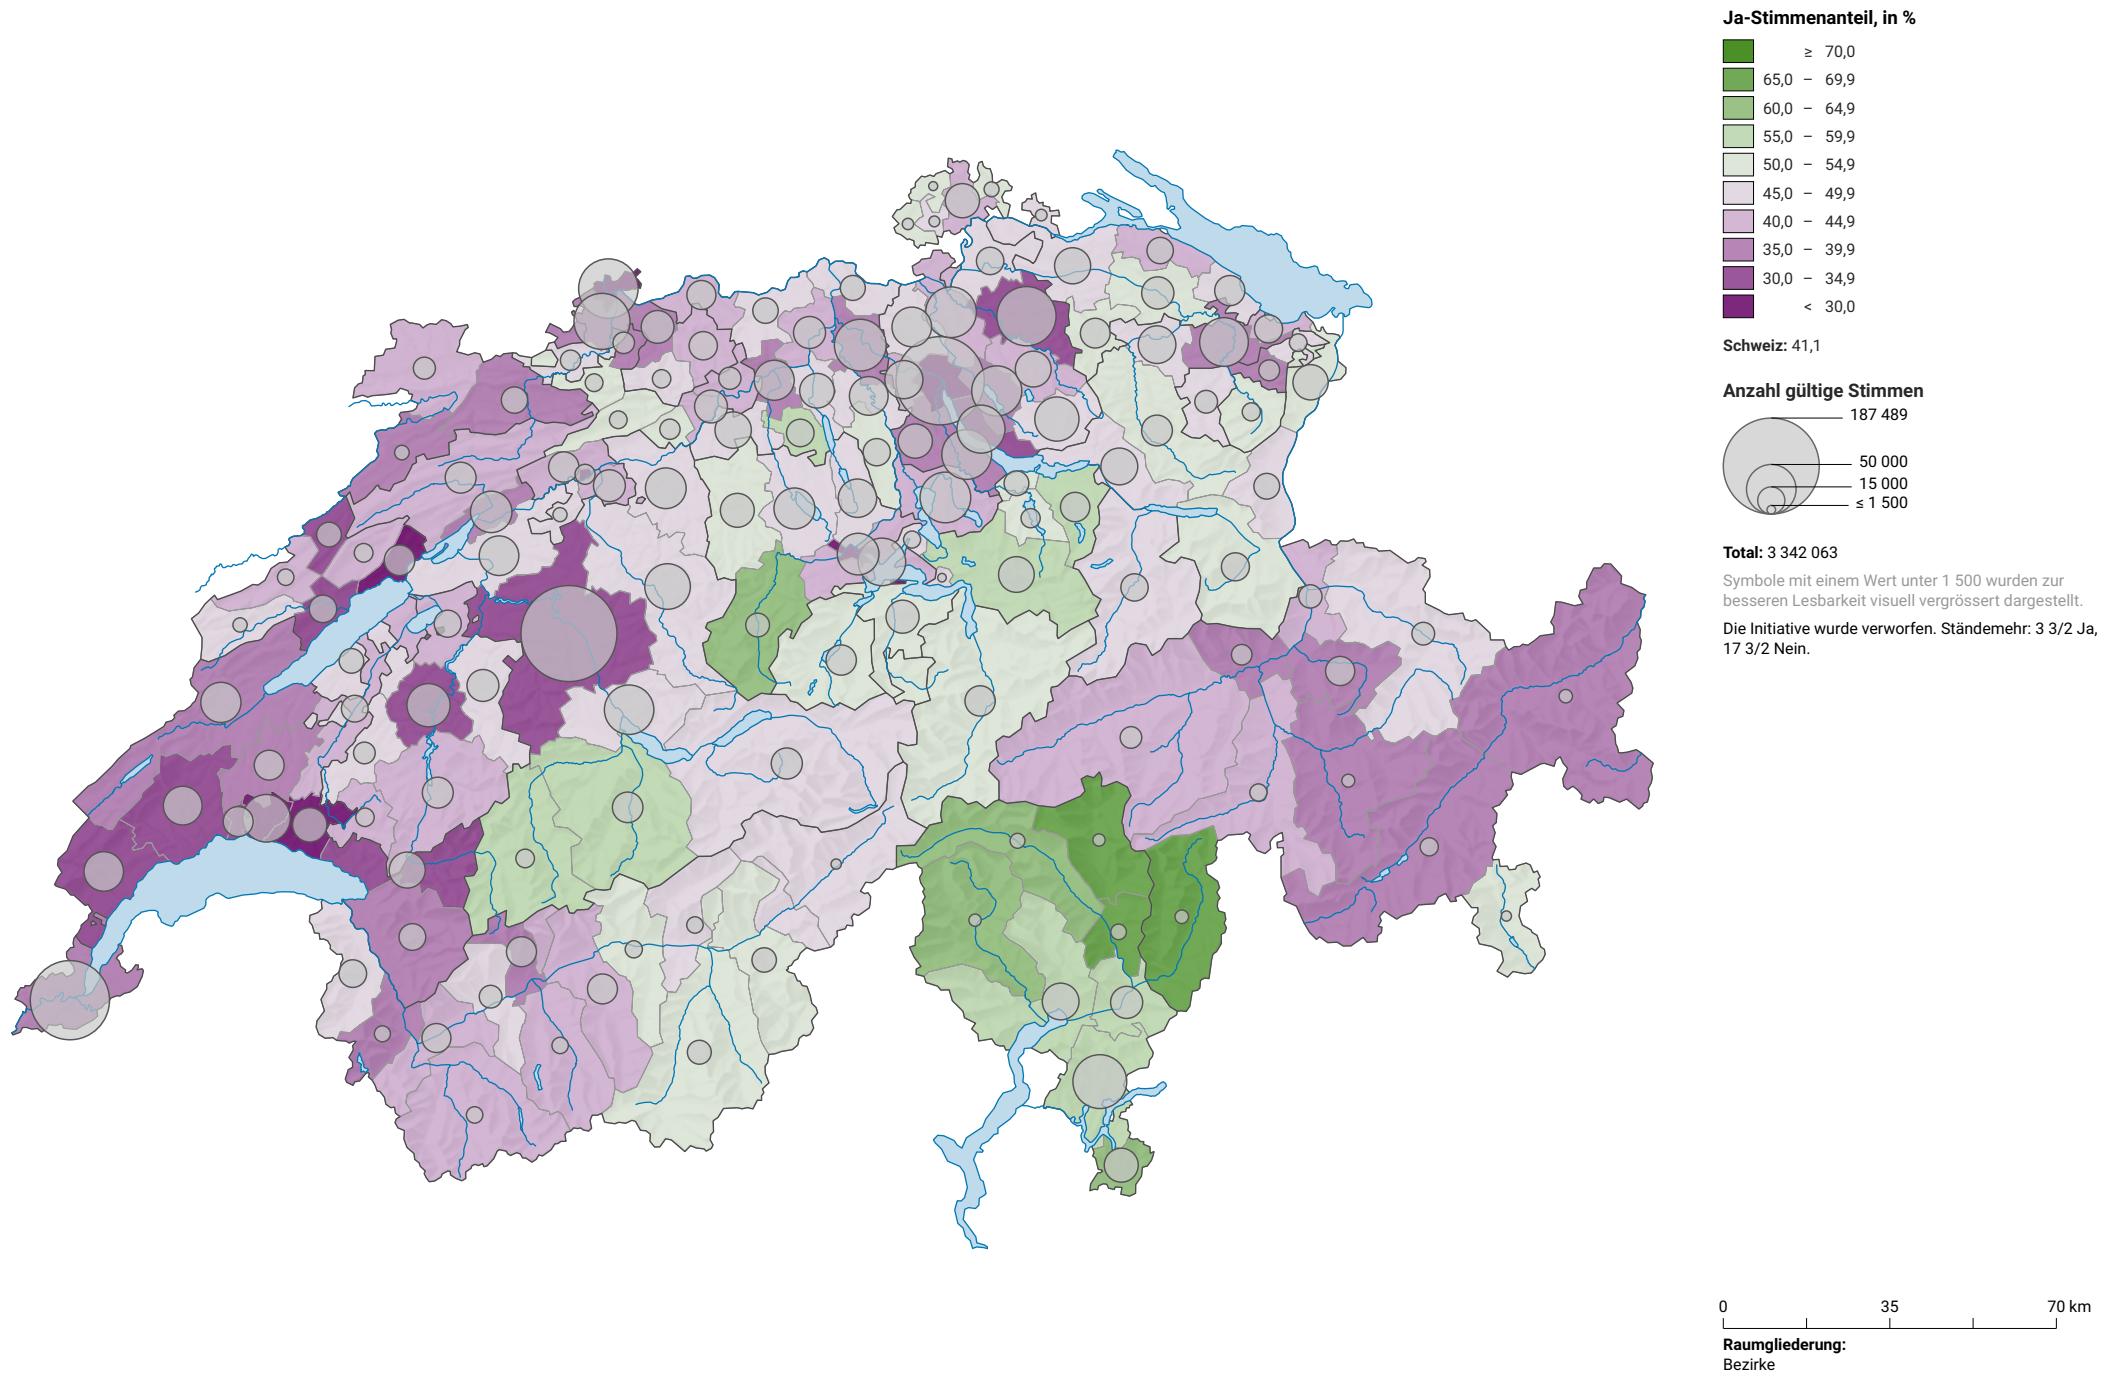 Ja-Stimmenanteil, in %
≥ 70,0
65,0 – 69,9
60,0 – 64,9
55,0 – 59,9
50,0 – 54,9
45,0 – 49,9
40,0 – 44,9
35,0 – 39,9
30,0 – 34,9
< 30,0
Schweiz: 41,1
Anzahl gültige Stimmen
187 489
50 000
15 000
≤ 1 500
Total: 3 342 063
Symbole mit einem Wert unter 1 500 wurden zur
besseren Lesbarkeit visuell vergrössert dargestellt.
Die Initiative wurde verworfen. Ständemehr: 3 3/2 Ja,
17 3/2 Nein.
0 35 70 km
Raumgliederung:
Bezirke